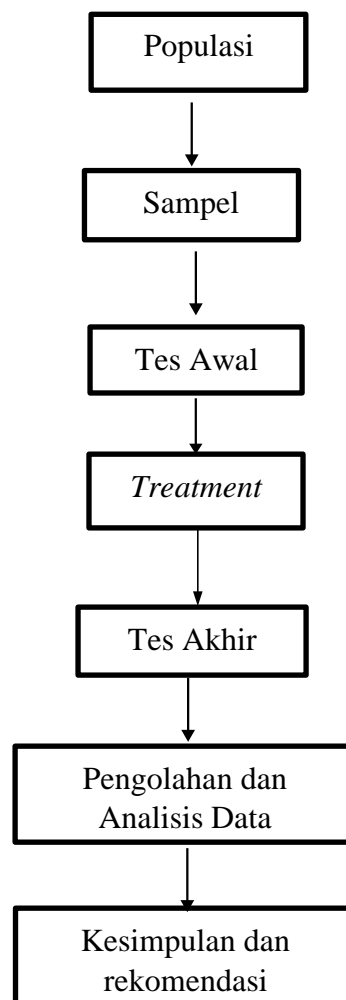 Populasi
Sampel
Tes Awal
Treatment
Tes Akhir
Pengolahan dan
Analisis Data
Kesimpulan dan
rekomendasi